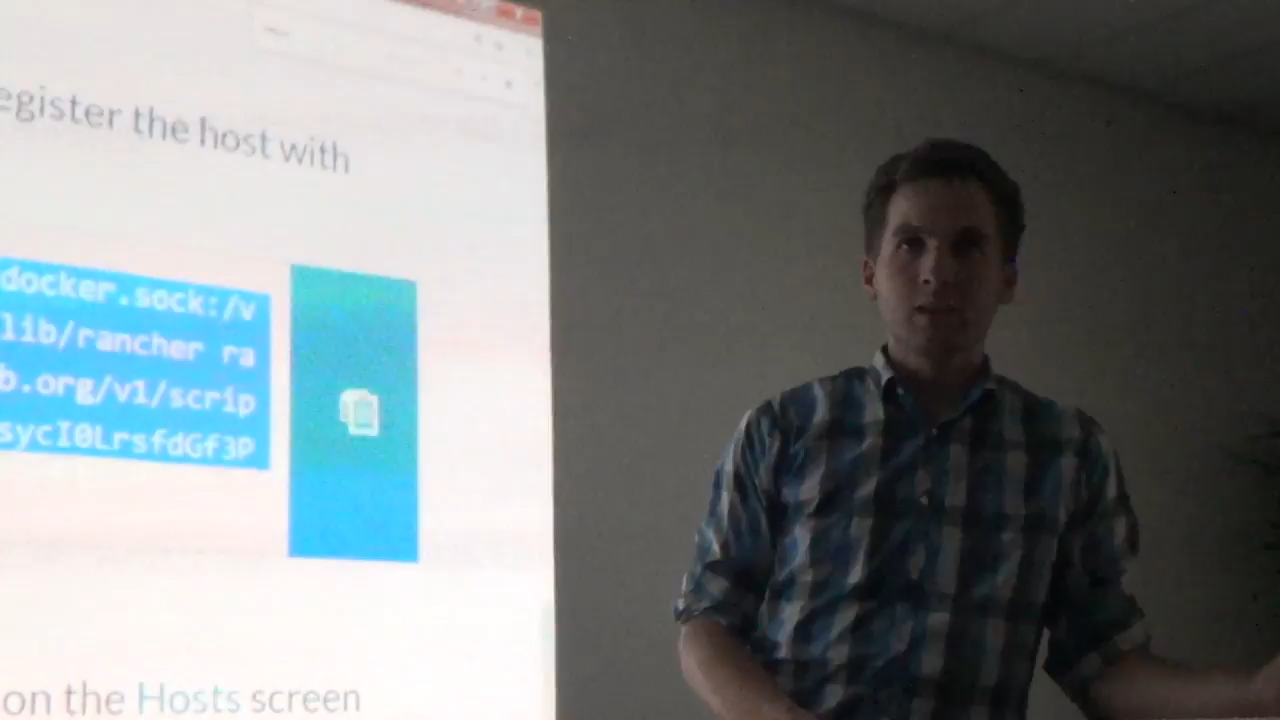 egister the host with
docker.sock:/v
lib/rancher ra
b.org/v1/scrip
sycI0LrsfdGf3P
on the Hosts screen